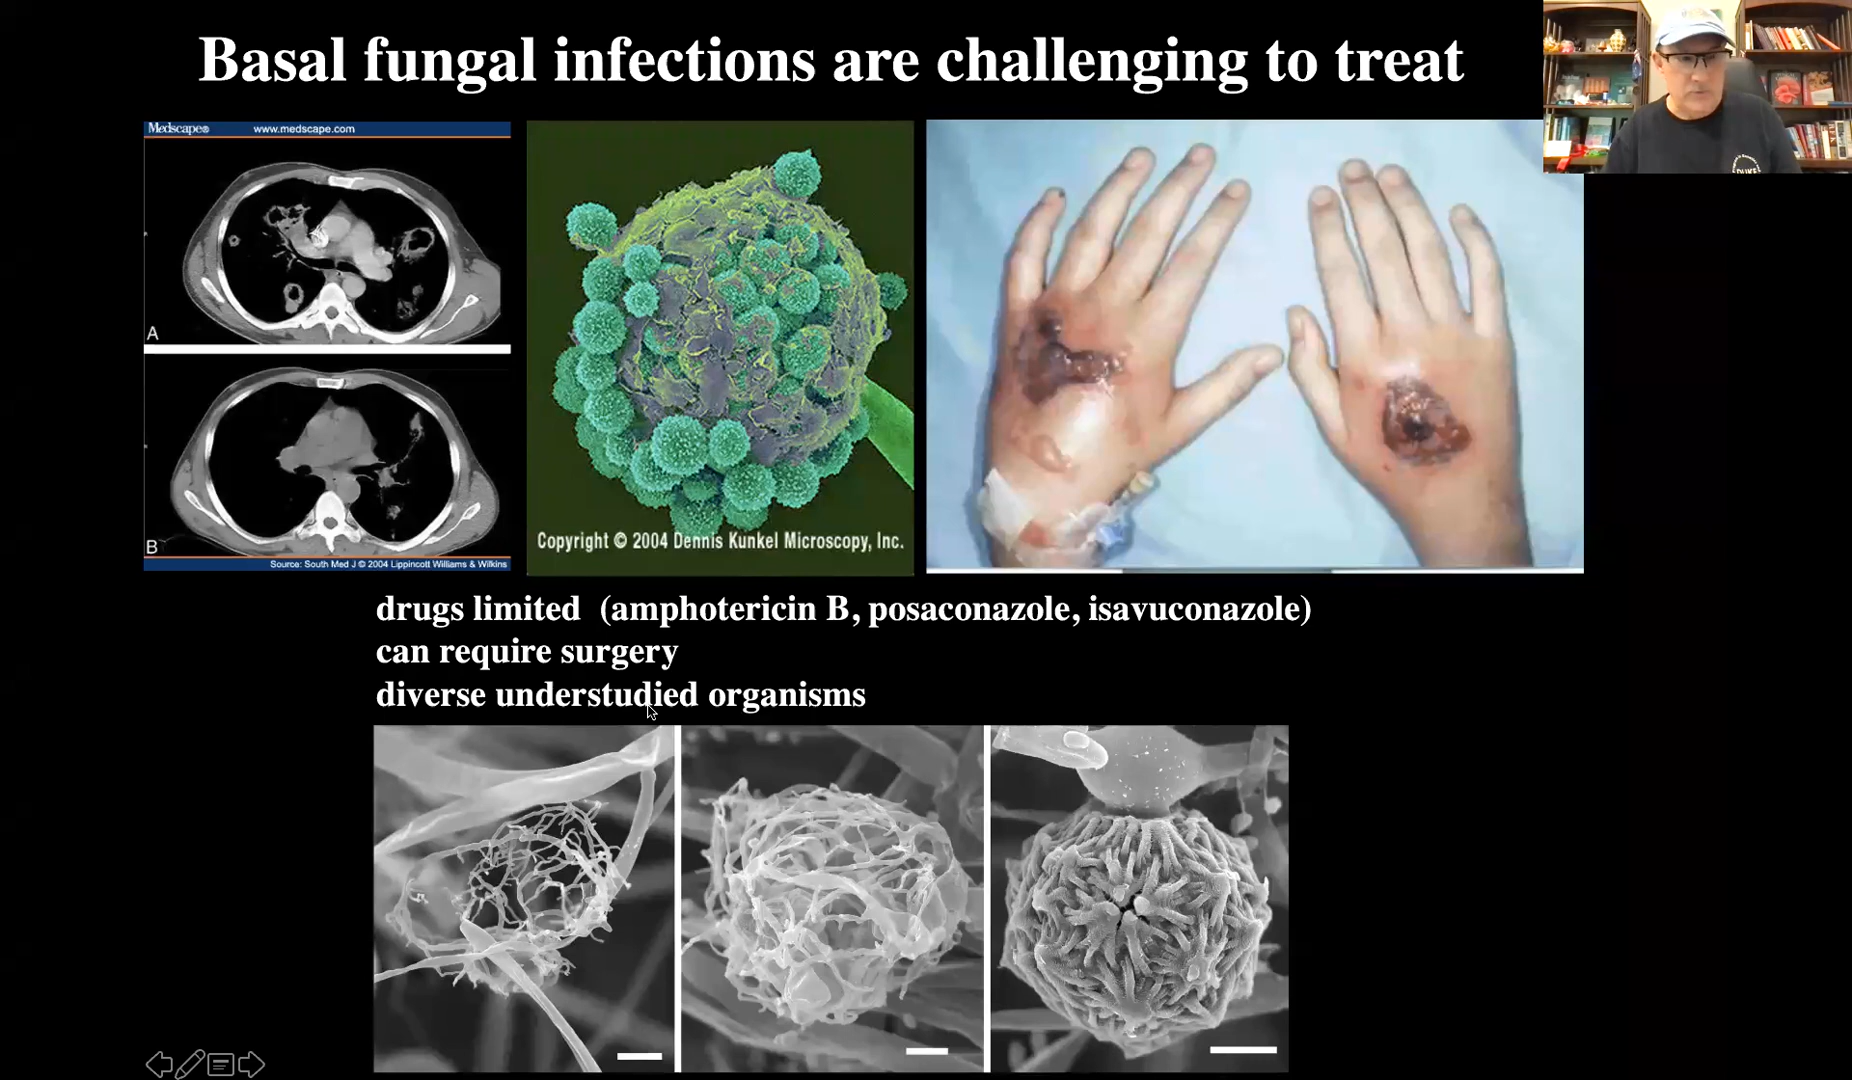 Basal fungal infections are challenging to treat
Medscape® www.medscape.com
A
B
Source: South Med J © 2004 Lippincott Williams & Wilkins
Copyright © 2004 Dennis Kunkel Microscopy, Inc.
DUKE
drugs limited (amphotericin B, posaconazole, isavuconazole)
can require surgery
diverse understudied organisms